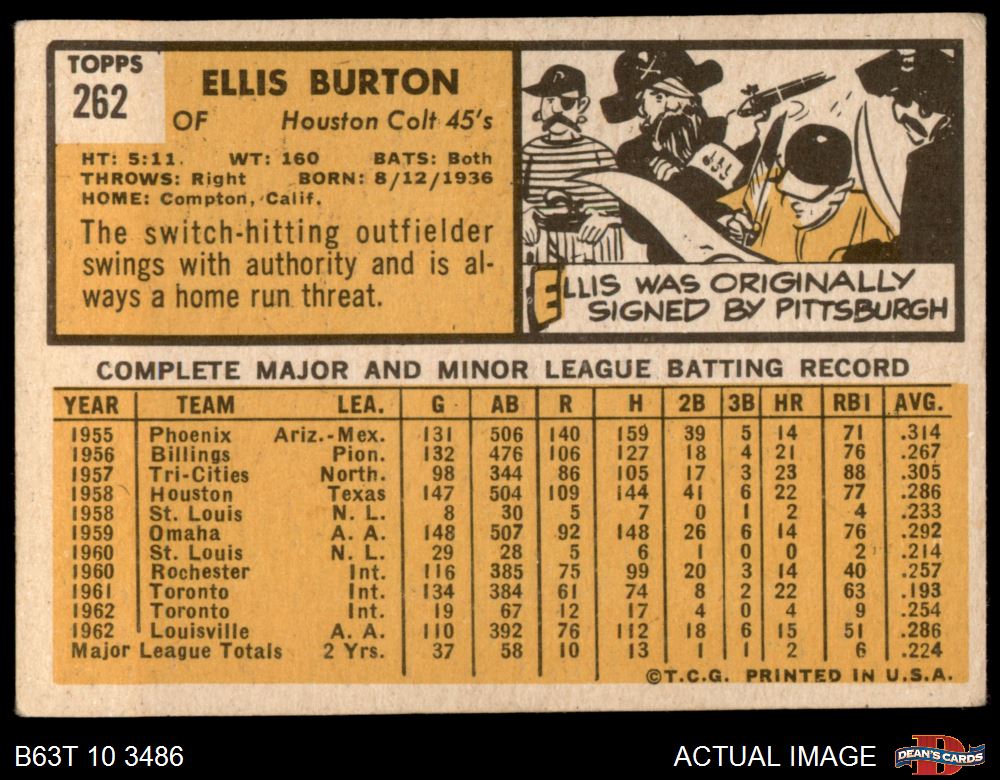 TOPPS
262
ELLIS BURTON
OF Houston Colt 45's
HT: 5:11. WT: 160 BATS: Both
THROWS: Right BORN: 8/12/1936
HOME: Compton, Calif.
The switch-hitting outfielder
swings with authority and is al-
ways a home run threat.
ELLIS WAS ORIGINALLY
SIGNED BY PITTSBURGH
COMPLETE MAJOR AND MINOR LEAGUE BATTING RECORD
YEAR TEAM LEA. G AB R H 2B 3B HR RBI AVG.
1955 Phoenix Ariz.-Mex. 131 506 140 159 39 5 14 71 .314
1956 Billings Pion. 132 476 106 127 18 4 21 76 .267
1957 Tri-Cities North. 98 344 86 105 17 3 23 88 .305
1958 Houston Texas 147 504 109 144 41 6 22 77 .286
1958 St. Louis N. L. 8 30 5 7 0 1 2 4 .233
1959 Omaha A. A. 148 507 92 148 26 6 14 76 .292
1960 St. Louis N. L. 29 28 5 6 1 0 0 2 .214
1960 Rochester Int. 116 385 75 99 20 3 14 40 .257
1961 Toronto Int. 134 384 61 74 8 2 22 63 .193
1962 Toronto Int. 19 67 12 17 4 0 4 9 .254
1962 Louisville A. A. 110 392 76 112 18 6 15 51 .286
Major League Totals 2 Yrs. 37 58 10 13 1 1 2 6 .224
©T.C.G. PRINTED IN U.S.A.
B63T 10 3486
ACTUAL IMAGE
DEAN'S CARDS